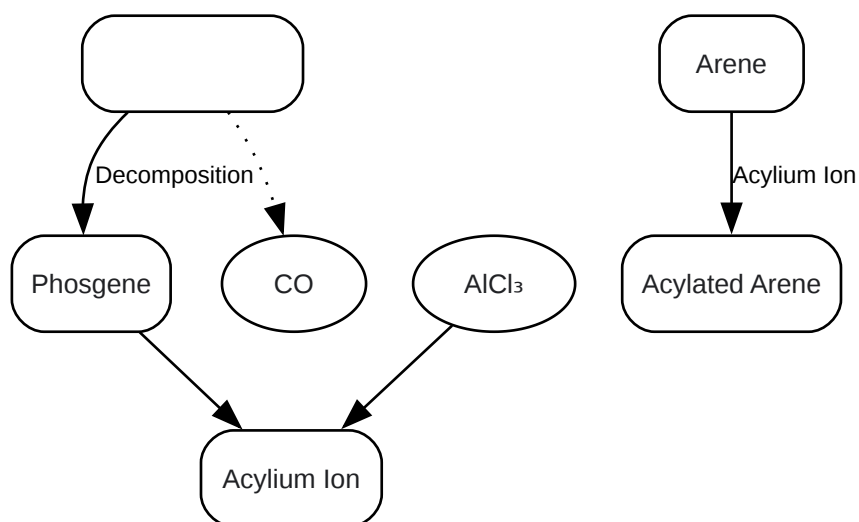 Arene
Decomposition
Acylium Ion
Phosgene
CO
AlCl₃
Acylated Arene
Acylium Ion